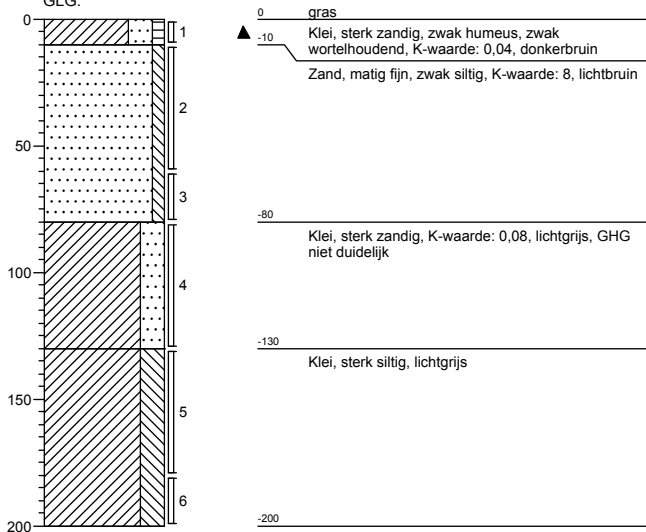 GLG:
0
50
100
150
200
1
2
3
4
5
6
0 gras
-10
Klei, sterk zandig, zwak humeus, zwak
wortelhoudend, K-waarde: 0,04, donkerbruin
Zand, matig fijn, zwak siltig, K-waarde: 8, lichtbruin
-80
Klei, sterk zandig, K-waarde: 0,08, lichtgrijs, GHG
niet duidelijk
-130
Klei, sterk siltig, lichtgrijs
-200